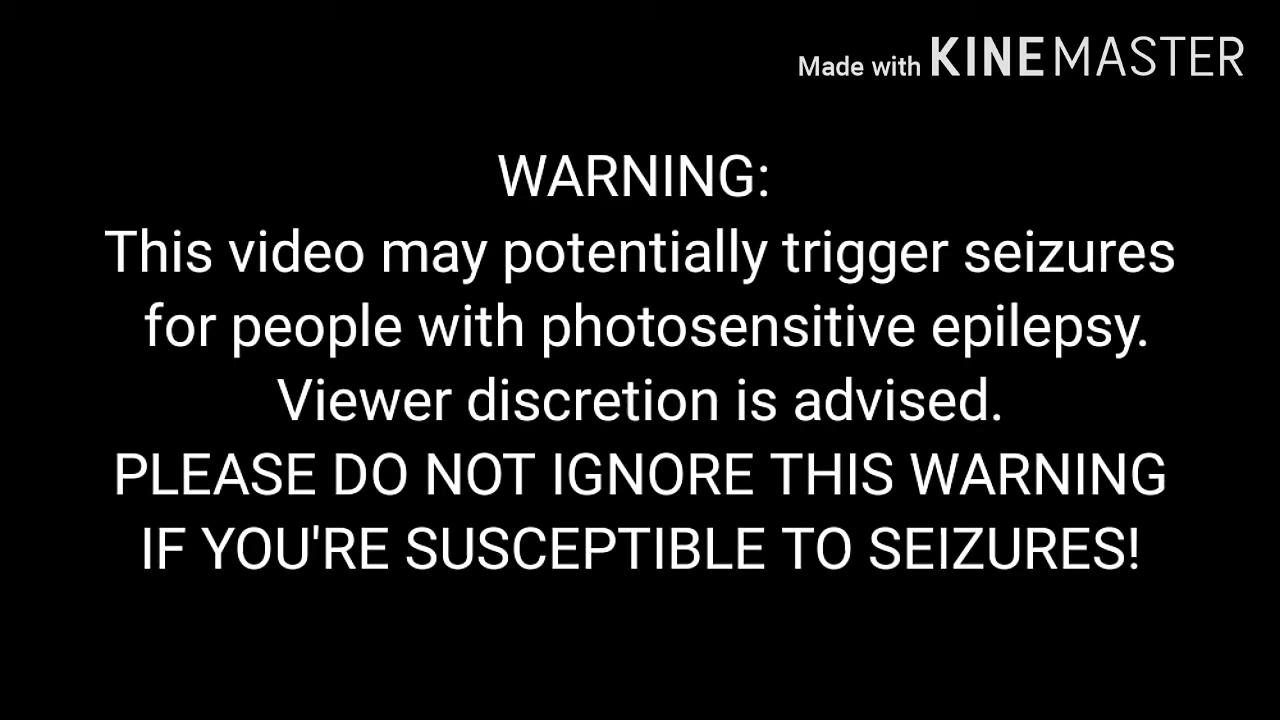 Made with KINEMASTER
WARNING:
This video may potentially trigger seizures
for people with photosensitive epilepsy.
Viewer discretion is advised.
PLEASE DO NOT IGNORE THIS WARNING
IF YOU'RE SUSCEPTIBLE TO SEIZURES!